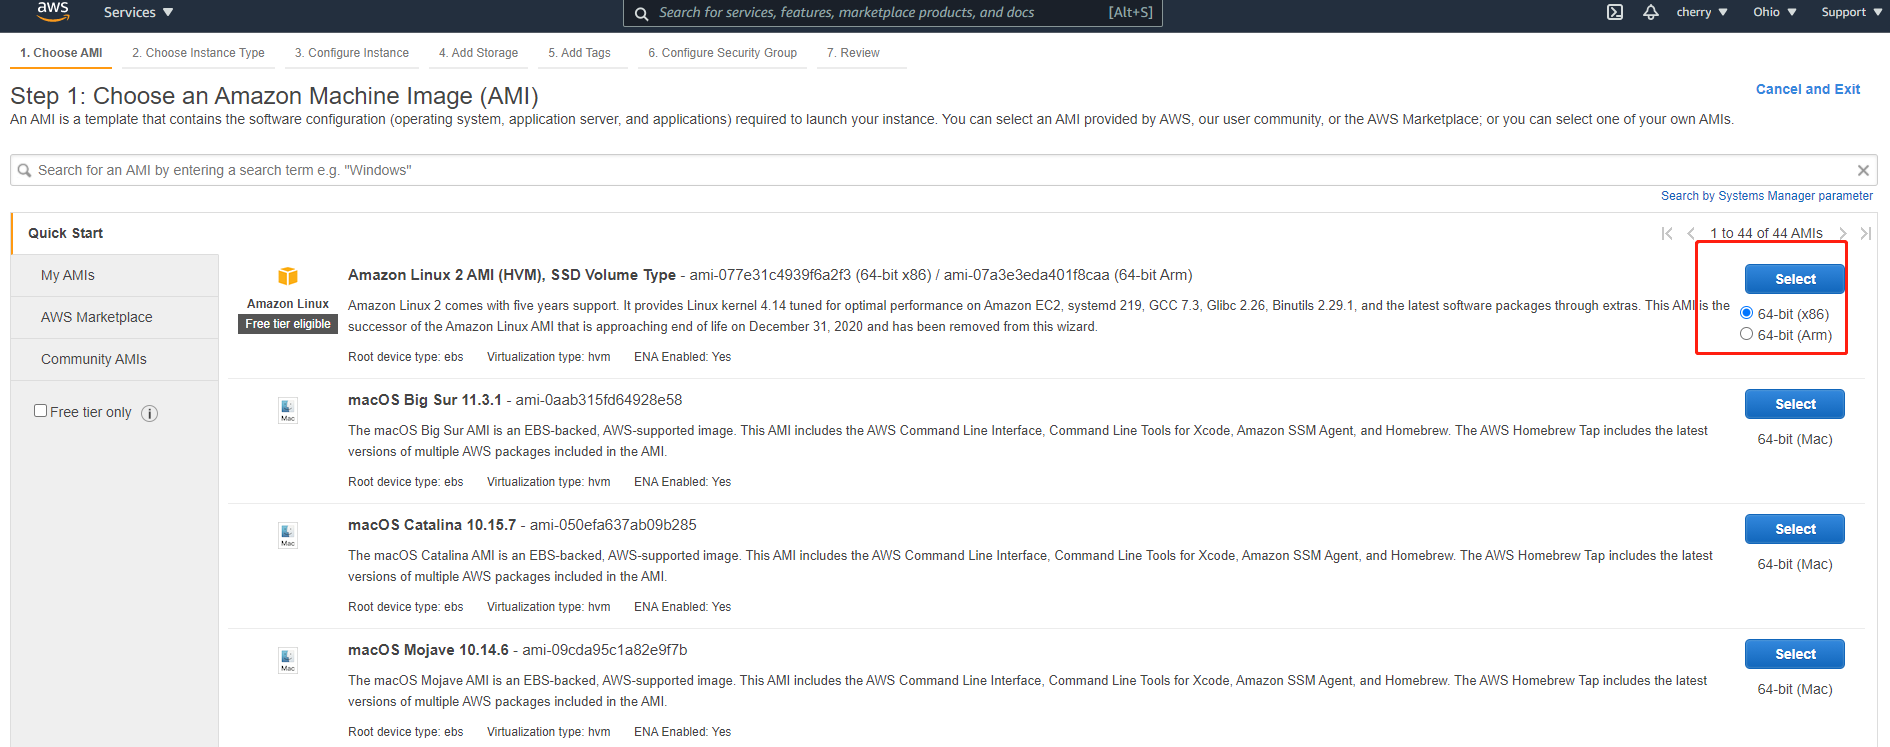 aws
Services
Search for services, features, marketplace products, and docs [Alt+S]
cherry Ohio Support
1. Choose AMI 2. Choose Instance Type 3. Configure Instance 4. Add Storage 5. Add Tags 6. Configure Security Group 7. Review
Step 1: Choose an Amazon Machine Image (AMI)
Cancel and Exit
An AMI is a template that contains the software configuration (operating system, application server, and applications) required to launch your instance. You can select an AMI provided by AWS, our user community, or the AWS Marketplace; or you can select one of your own AMIs.
Search for an AMI by entering a search term e.g. "Windows"
Search by Systems Manager parameter
Quick Start
My AMIs
AWS Marketplace
Community AMIs
Free tier only
1 to 44 of 44 AMIs
Amazon Linux
Free tier eligible
Amazon Linux 2 AMI (HVM), SSD Volume Type - ami-077e31c4939f6a2f3 (64-bit x86) / ami-07a3e3eda401f8caa (64-bit Arm)
Amazon Linux 2 comes with five years support. It provides Linux kernel 4.14 tuned for optimal performance on Amazon EC2, systemd 219, GCC 7.3, Glibc 2.26, Binutils 2.29.1, and the latest software packages through extras. This AMI is the
successor of the Amazon Linux AMI that is approaching end of life on December 31, 2020 and has been removed from this wizard.
Root device type: ebs Virtualization type: hvm ENA Enabled: Yes
Select
64-bit (x86)
64-bit (Arm)
Mac
macOS Big Sur 11.3.1 - ami-0aab315fd64928e58
The macOS Big Sur AMI is an EBS-backed, AWS-supported image. This AMI includes the AWS Command Line Interface, Command Line Tools for Xcode, Amazon SSM Agent, and Homebrew. The AWS Homebrew Tap includes the latest
versions of multiple AWS packages included in the AMI.
Root device type: ebs Virtualization type: hvm ENA Enabled: Yes
Select
64-bit (Mac)
Mac
macOS Catalina 10.15.7 - ami-050efa637ab09b285
The macOS Catalina AMI is an EBS-backed, AWS-supported image. This AMI includes the AWS Command Line Interface, Command Line Tools for Xcode, Amazon SSM Agent, and Homebrew. The AWS Homebrew Tap includes the latest
versions of multiple AWS packages included in the AMI.
Root device type: ebs Virtualization type: hvm ENA Enabled: Yes
Select
64-bit (Mac)
Mac
macOS Mojave 10.14.6 - ami-09cda95c1a82e9f7b
The macOS Mojave AMI is an EBS-backed, AWS-supported image. This AMI includes the AWS Command Line Interface, Command Line Tools for Xcode, Amazon SSM Agent, and Homebrew. The AWS Homebrew Tap includes the latest
versions of multiple AWS packages included in the AMI.
Root device type: ebs Virtualization type: hvm ENA Enabled: Yes
Select
64-bit (Mac)